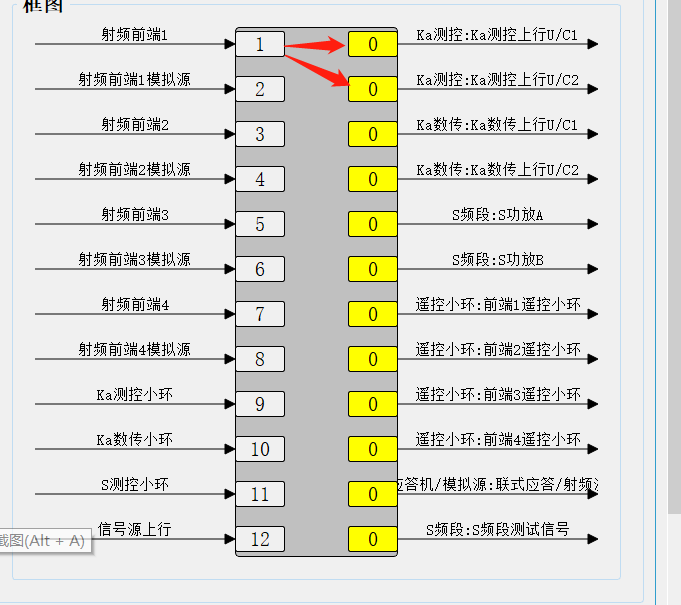 框图
射频前端1 1 0 Ka测控:Ka测控上行U/C1
射频前端1模拟源 2 0 Ka测控:Ka测控上行U/C2
射频前端2 3 0 Ka数传:Ka数传上行U/C1
射频前端2模拟源 4 0 Ka数传:Ka数传上行U/C2
射频前端3 5 0 S频段:S功放A
射频前端3模拟源 6 0 S频段:S功放B
射频前端4 7 0 遥控小环:前端1遥控小环
射频前端4模拟源 8 0 遥控小环:前端2遥控小环
Ka测控小环 9 0 遥控小环:前端3遥控小环
Ka数传小环 10 0 遥控小环:前端4遥控小环
S测控小环 11 0 应答机/模拟源:联式应答/射频
信号源上行 12 0 S频段:S频段测试信号
截图(Alt + A)